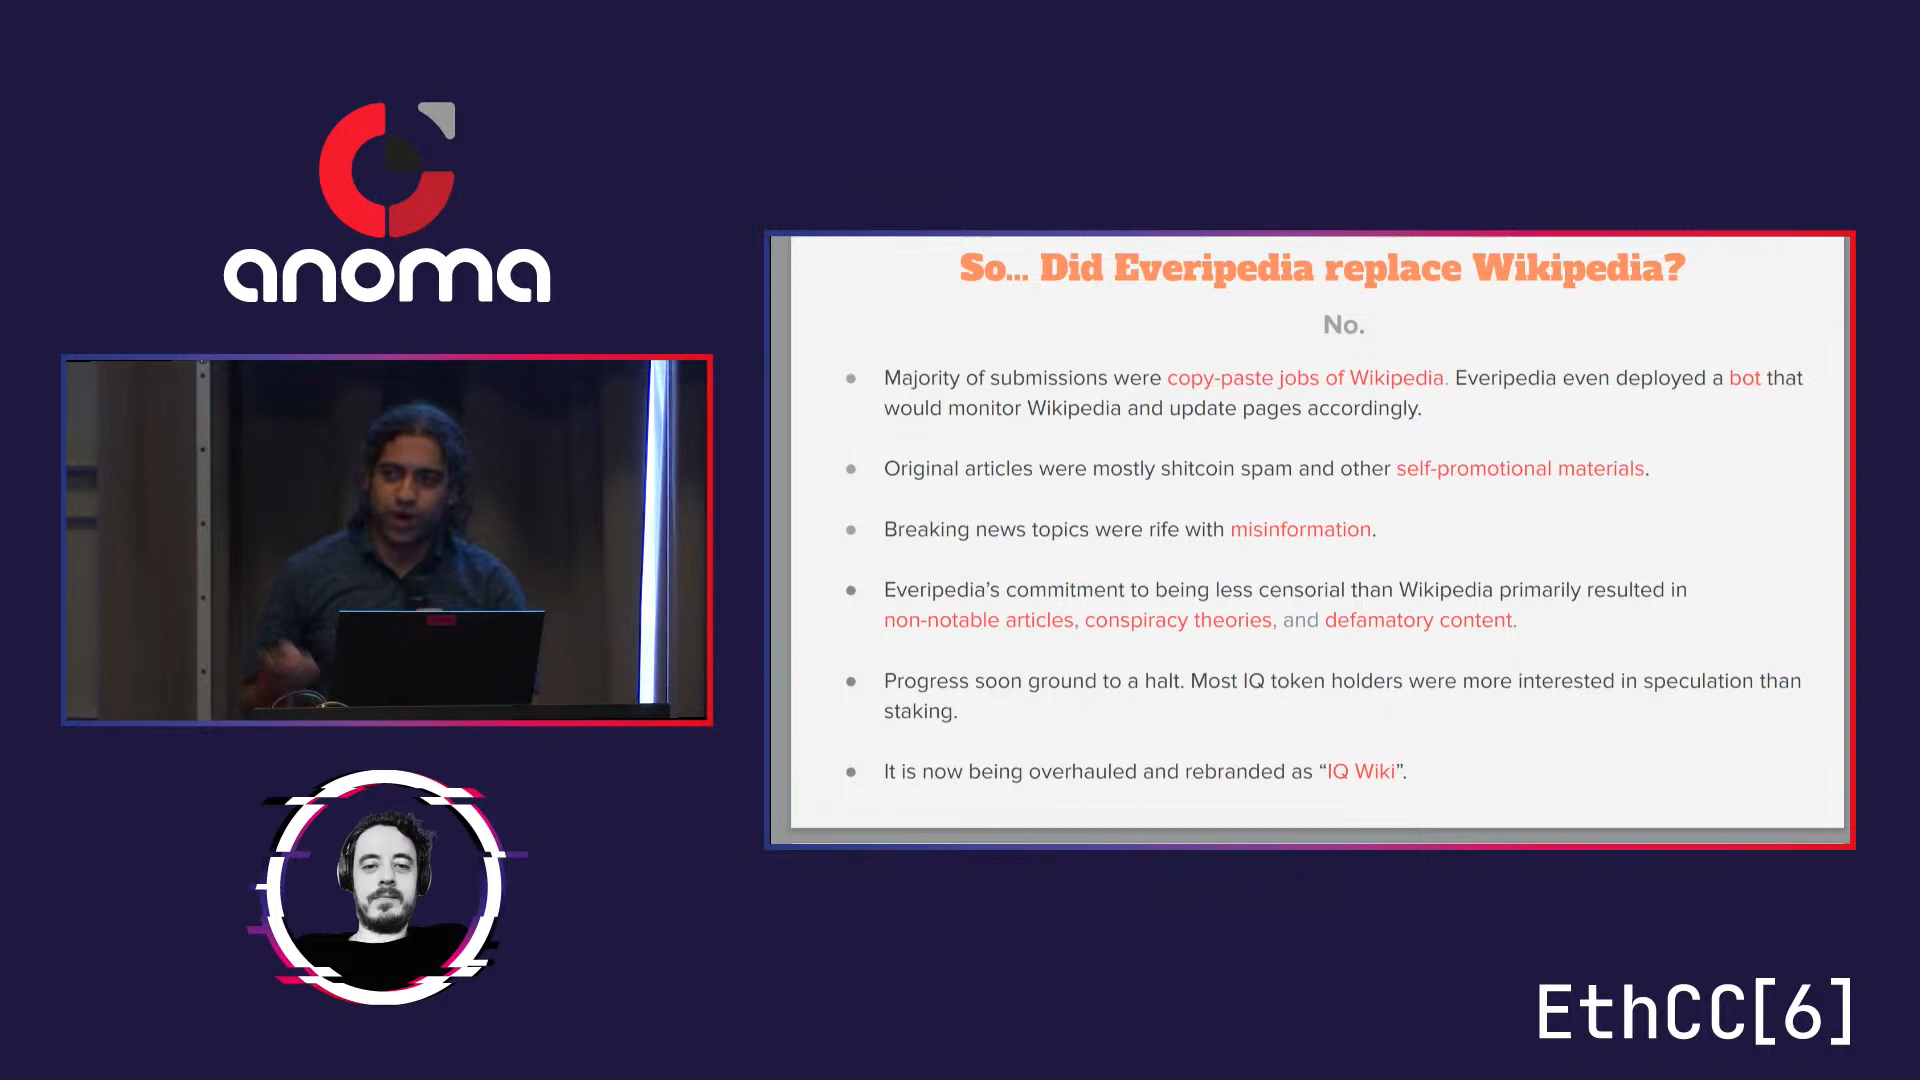 anoma
So... Did Everipedia replace Wikipedia?
No.
Majority of submissions were copy-paste jobs of Wikipedia. Everipedia even deployed a bot that
would monitor Wikipedia and update pages accordingly.
Original articles were mostly shitcoin spam and other self-promotional materials.
Breaking news topics were rife with misinformation.
Everipedia’s commitment to being less censorial than Wikipedia primarily resulted in
non-notable articles, conspiracy theories, and defamatory content.
Progress soon ground to a halt. Most IQ token holders were more interested in speculation than
staking.
It is now being overhauled and rebranded as “IQ Wiki”.
EthCC[6]